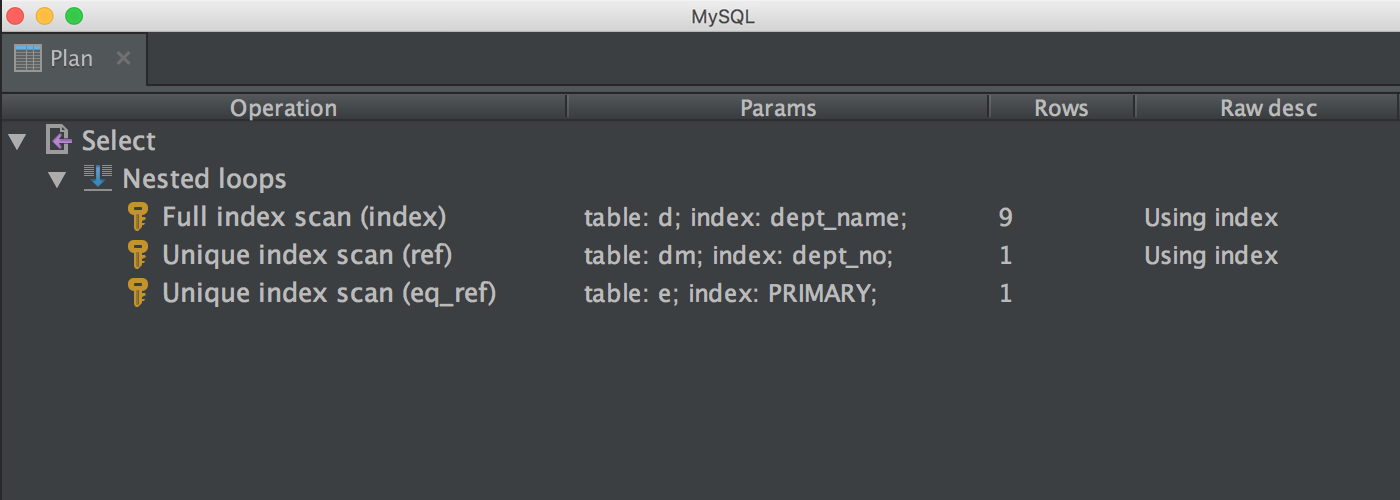 MySQL
Plan
Operation Params Rows Raw desc
Select
Nested loops
Full index scan (index) table: d; index: dept_name; 9 Using index
Unique index scan (ref) table: dm; index: dept_no; 1 Using index
Unique index scan (eq_ref) table: e; index: PRIMARY; 1